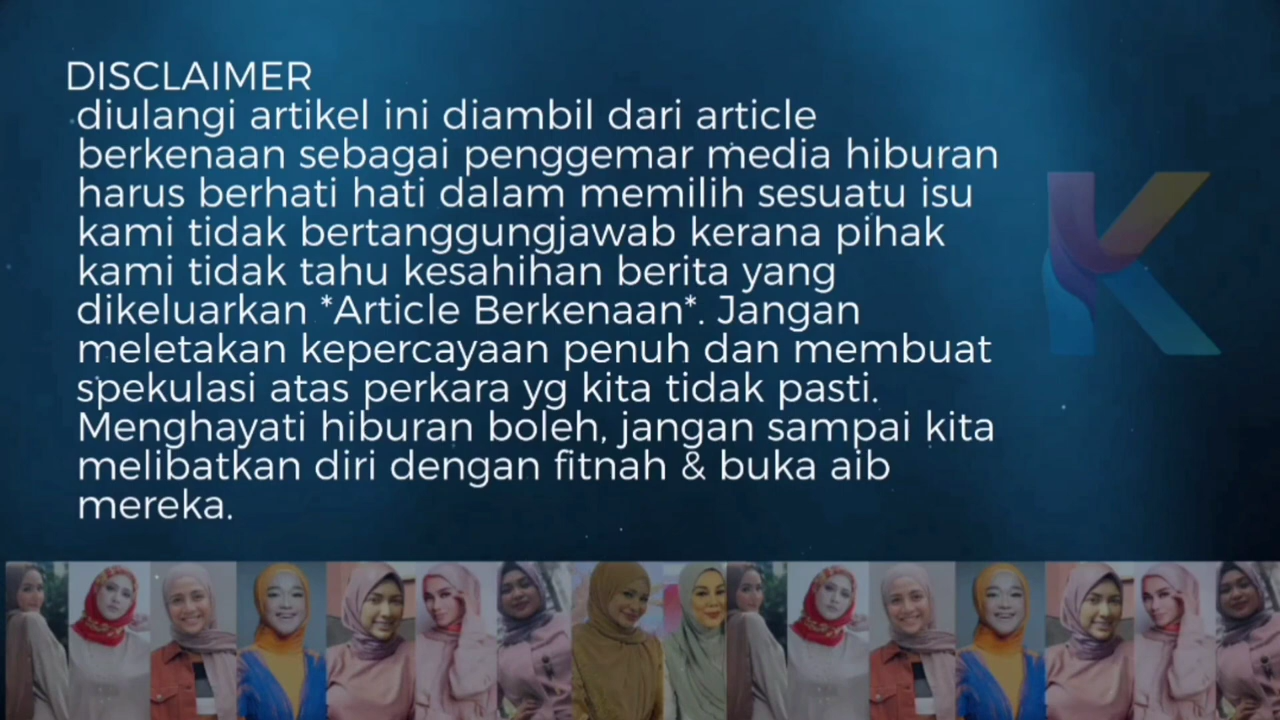 DISCLAIMER
diulangi artikel ini diambil dari article
berkenaan sebagai penggemar media hiburan
harus berhati hati dalam memilih sesuatu isu
kami tidak bertanggungjawab kerana pihak
kami tidak tahu kesahihan berita yang
dikeluarkan *Article Berkenaan*. Jangan
meletakan kepercayaan penuh dan membuat
spekulasi atas perkara yg kita tidak pasti.
Menghayati hiburan boleh, jangan sampai kita
melibatkan diri dengan fitnah & buka aib
mereka.
K